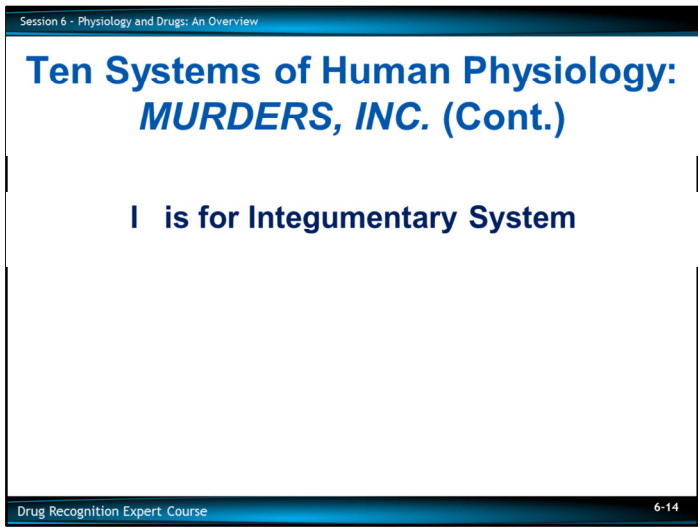 Session 6 - Physiology and Drugs: An Overview
Ten Systems of Human Physiology:
MURDERS, INC. (Cont.)
I is for Integumentary System
Drug Recognition Expert Course
6-14